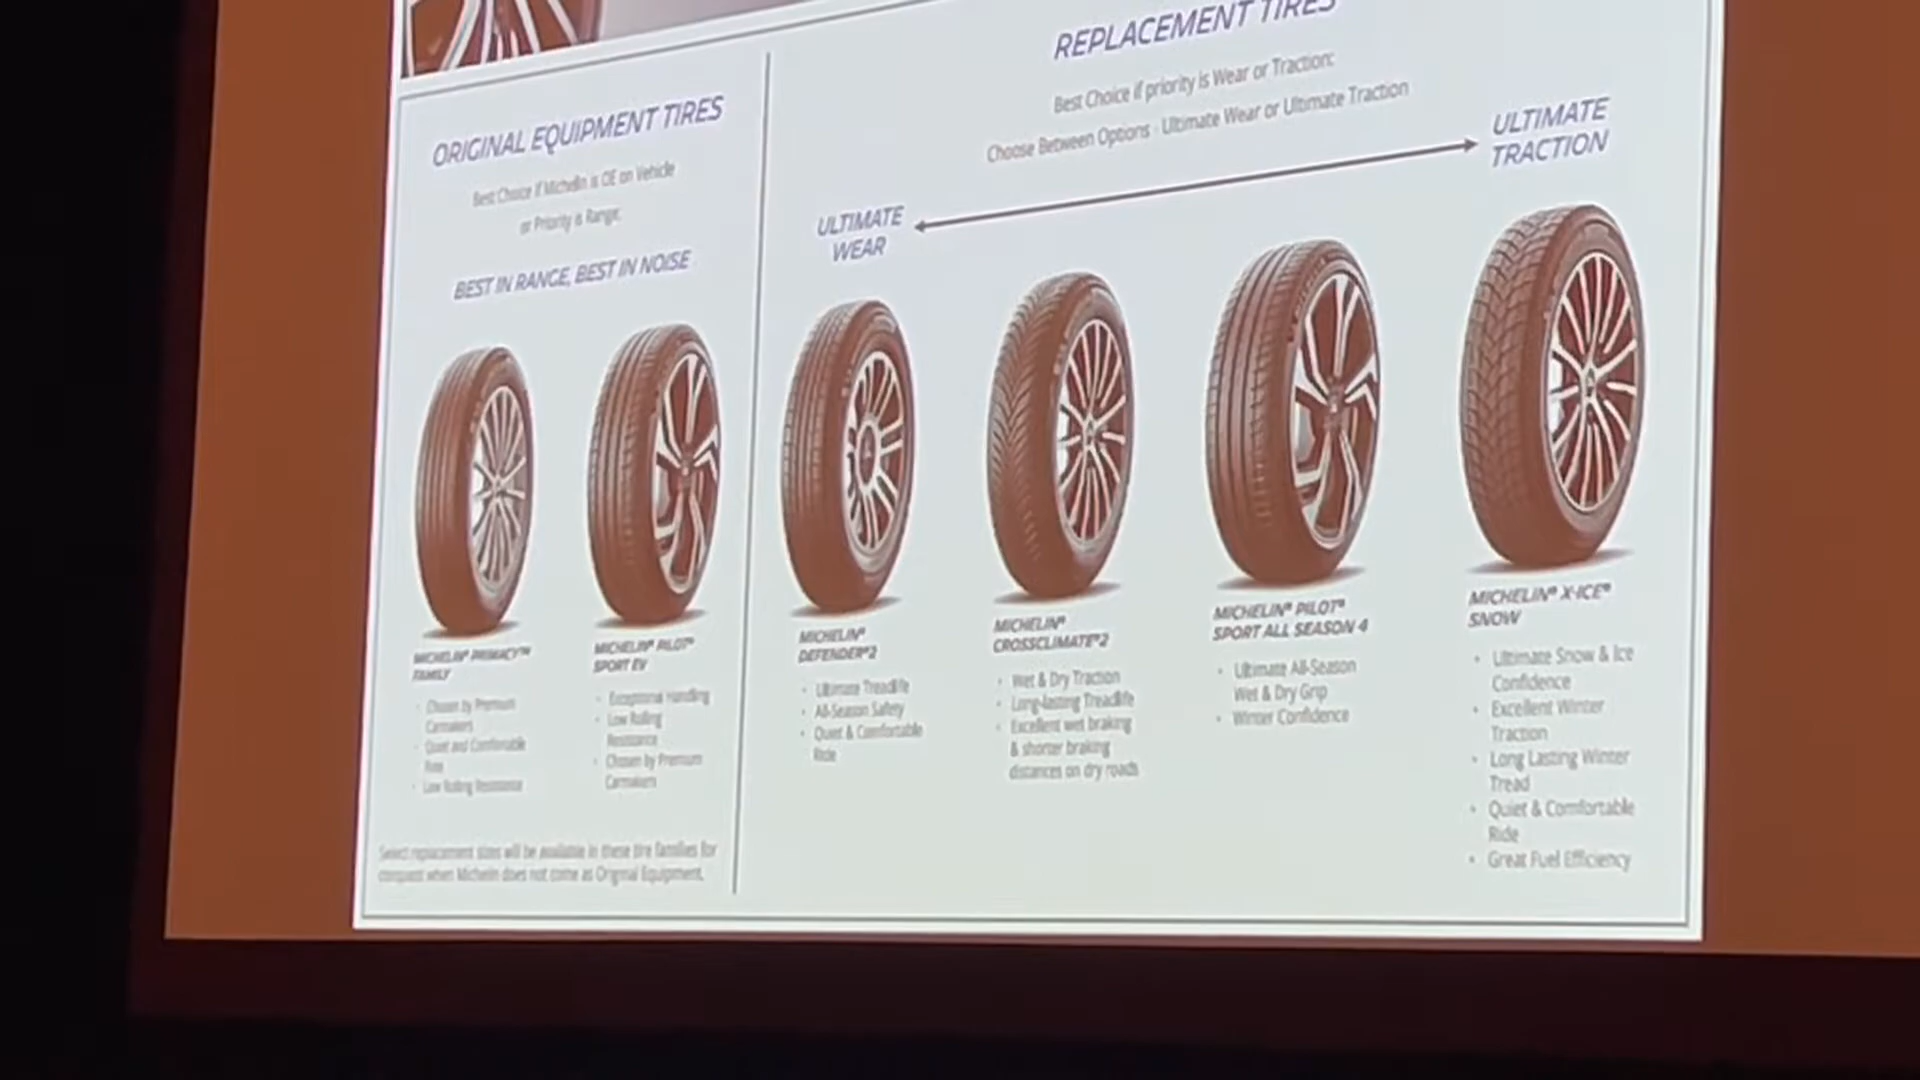 ORIGINAL EQUIPMENT TIRES
Best Choice if Michelin is OE on Vehicle
or Priority is Range:
BEST IN RANGE, BEST IN NOISE
MICHELIN® PRIMACY™
FAMILY
• Chosen by Premium
Carmakers
• Quiet and Comfortable
Ride
• Low Rolling Resistance
MICHELIN® PILOT®
SPORT EV
• Exceptional Handling
• Low Rolling
Resistance
• Chosen by Premium
Carmakers
Select replacement sizes will be available in these tire families for
when Michelin does not come as Original Equipment.
REPLACEMENT TIRES
Best Choice if priority is Wear or Traction:
Choose Between Options - Ultimate Wear or Ultimate Traction
ULTIMATE
WEAR
ULTIMATE
TRACTION
MICHELIN®
DEFENDER®2
• Ultimate Treadlife
• All-Season Safety
• Quiet & Comfortable
Ride
MICHELIN®
CROSSCLIMATE®2
• Wet & Dry Traction
• Long-lasting Treadlife
• Excellent wet braking
& shorter braking
distances on dry roads
MICHELIN® PILOT®
SPORT ALL SEASON 4
• Ultimate All-Season
Wet & Dry Grip
• Winter Confidence
MICHELIN® X-ICE®
SNOW
• Ultimate Snow & Ice
Confidence
• Excellent Winter
Traction
• Long Lasting Winter
Tread
• Quiet & Comfortable
Ride
• Great Fuel Efficiency